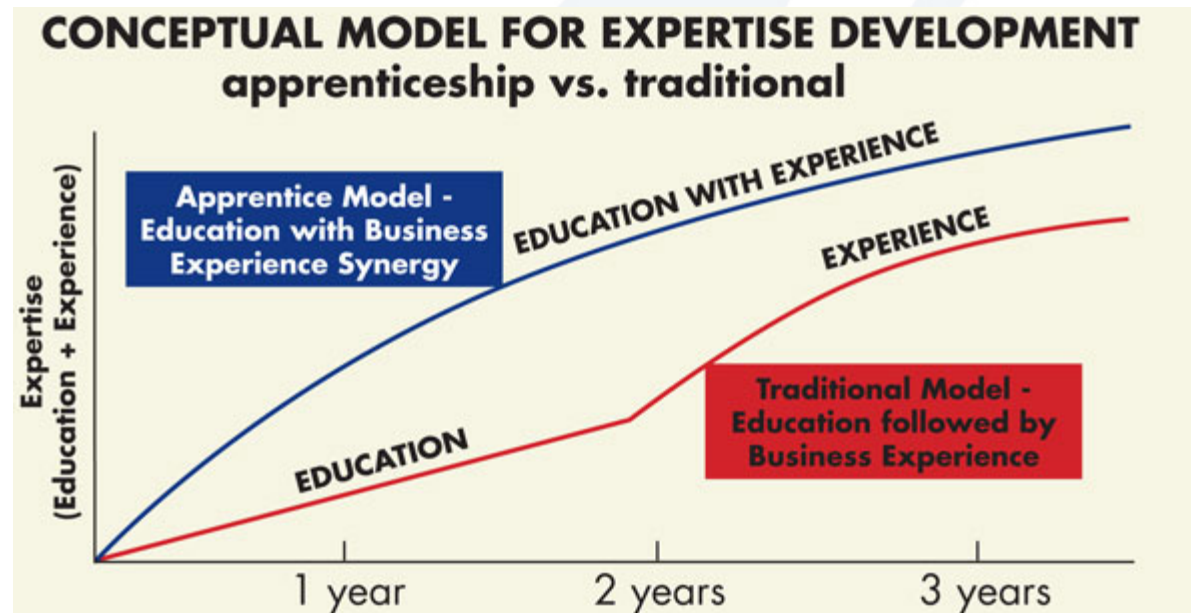 CONCEPTUAL MODEL FOR EXPERTISE DEVELOPMENT
apprenticeship vs. traditional
Expertise
(Education + Experience)
Apprentice Model -
Education with Business
Experience Synergy
EDUCATION WITH EXPERIENCE
EXPERIENCE
EDUCATION
Traditional Model -
Education followed by
Business Experience
1 year
2 years
3 years